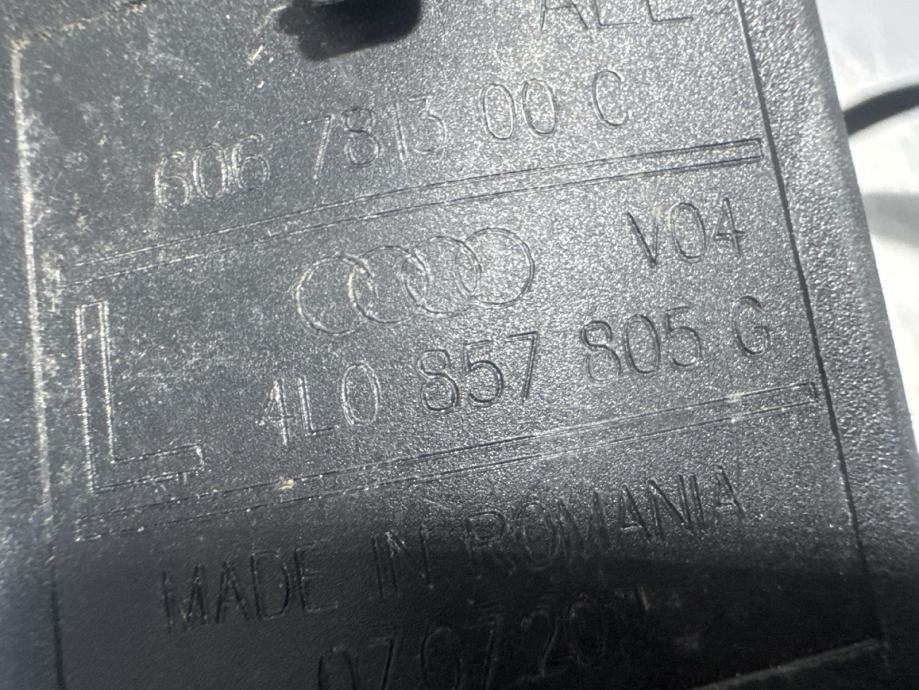 606 7813 00 C
V04
L
4L0 857 805 G
MADE IN ROMANIA